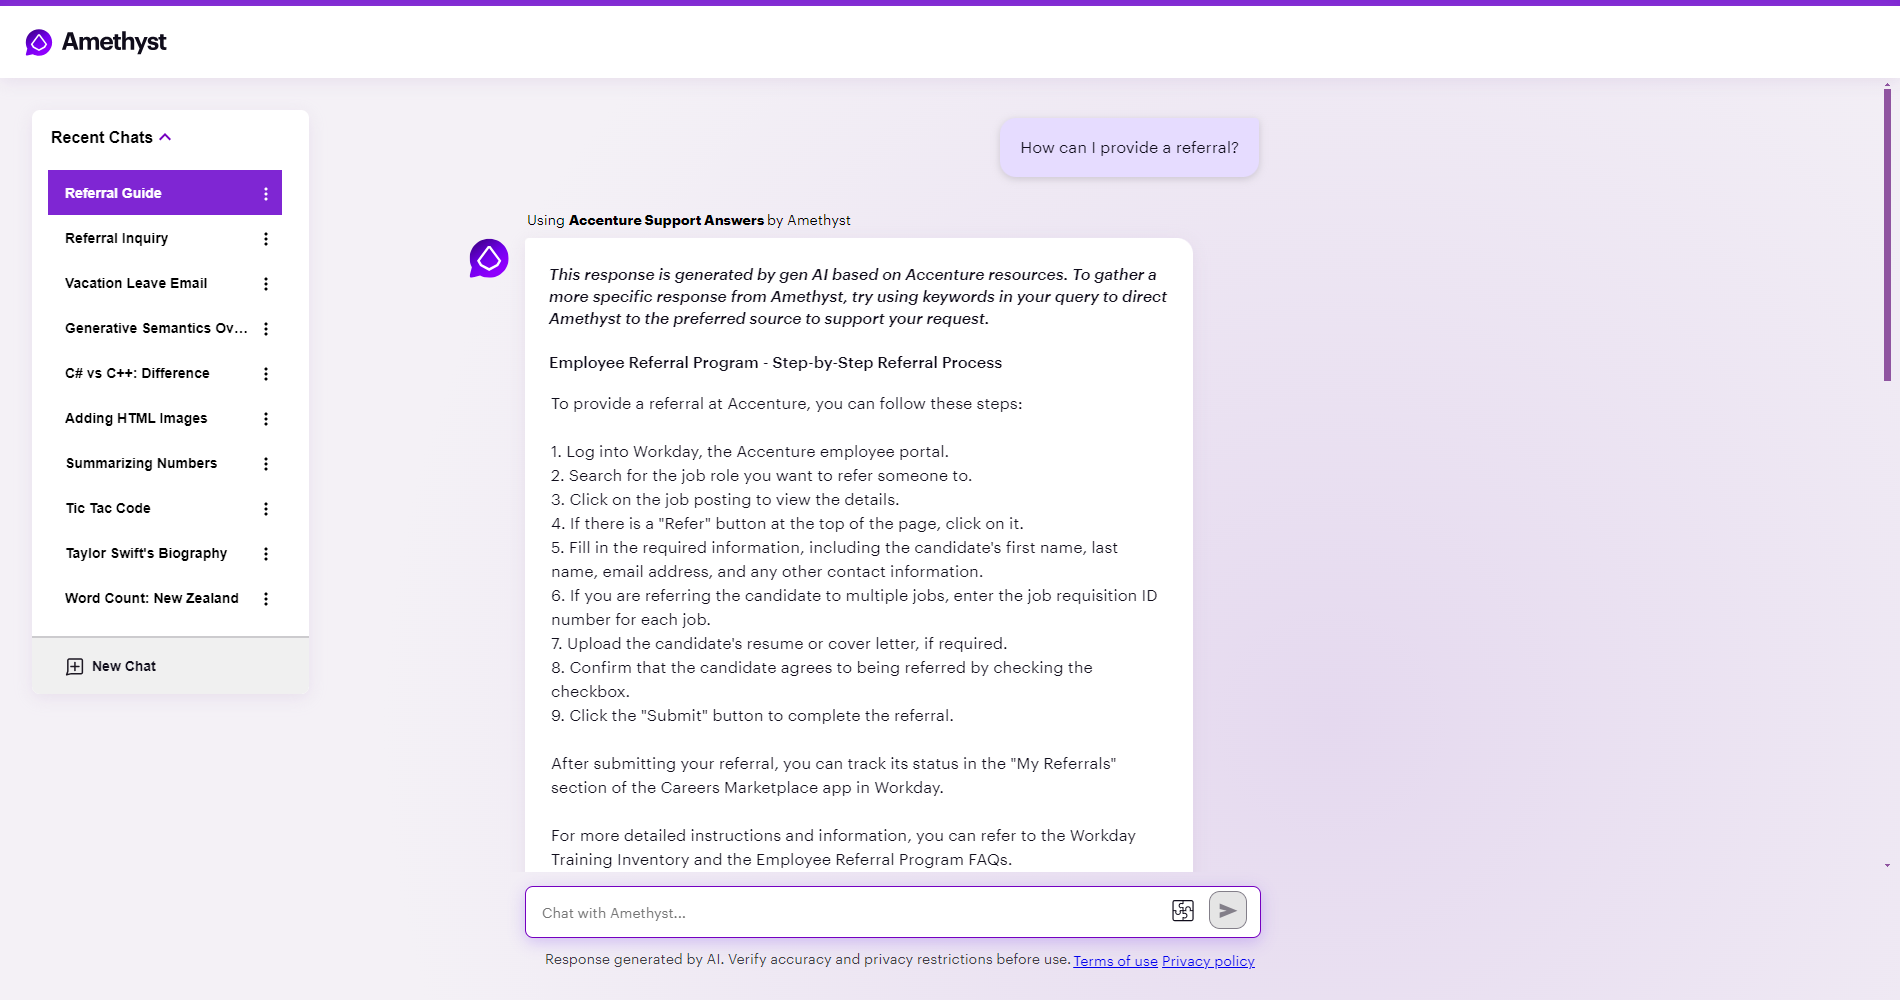 Amethyst
Recent Chats
Referral Guide
Referral Inquiry
Vacation Leave Email
Generative Semantics Ov...
C# vs C++: Difference
Adding HTML Images
Summarizing Numbers
Tic Tac Code
Taylor Swift's Biography
Word Count: New Zealand
New Chat
How can I provide a referral?
Using Accenture Support Answers by Amethyst
This response is generated by gen AI based on Accenture resources. To gather a
more specific response from Amethyst, try using keywords in your query to direct
Amethyst to the preferred source to support your request.
Employee Referral Program - Step-by-Step Referral Process
To provide a referral at Accenture, you can follow these steps:
1. Log into Workday, the Accenture employee portal.
2. Search for the job role you want to refer someone to.
3. Click on the job posting to view the details.
4. If there is a "Refer" button at the top of the page, click on it.
5. Fill in the required information, including the candidate's first name, last
name, email address, and any other contact information.
6. If you are referring the candidate to multiple jobs, enter the job requisition ID
number for each job.
7. Upload the candidate's resume or cover letter, if required.
8. Confirm that the candidate agrees to being referred by checking the
checkbox.
9. Click the "Submit" button to complete the referral.
After submitting your referral, you can track its status in the "My Referrals"
section of the Careers Marketplace app in Workday.
For more detailed instructions and information, you can refer to the Workday
Training Inventory and the Employee Referral Program FAQs.
Chat with Amethyst...
Response generated by AI. Verify accuracy and privacy restrictions before use. Terms of use Privacy policy